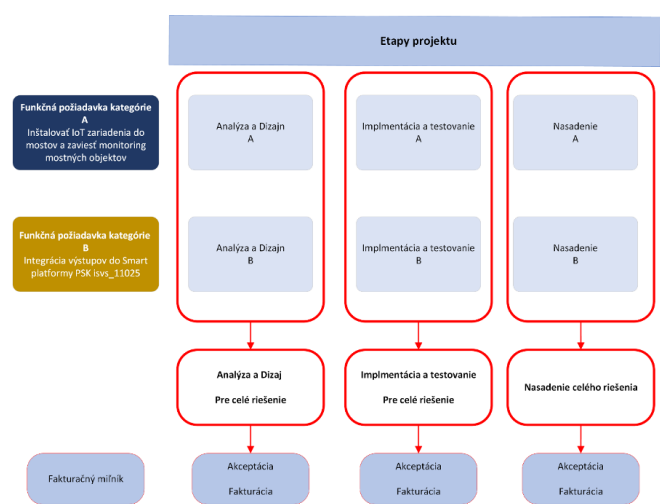 Etapy projektu
Funkčná požiadavka kategórie
A
Inštalovať IoT zariadenia do
mostov a zaviesť monitoring
mostných objektov
Analýza a Dizajn
A
Implmentácia a testovanie
A
Nasadenie
A
Funkčná požiadavka kategórie
B
Integrácia výstupov do Smart
platformy PSK isvs_11025
Analýza a Dizajn
B
Implmentácia a testovanie
B
Nasadenie
B
Analýza a Dizaj
Pre celé riešenie
Implmentácia a testovanie
Pre celé riešenie
Nasadenie celého riešenia
Fakturačný míľnik
Akceptácia
Fakturácia
Akceptácia
Fakturácia
Akceptácia
Fakturácia